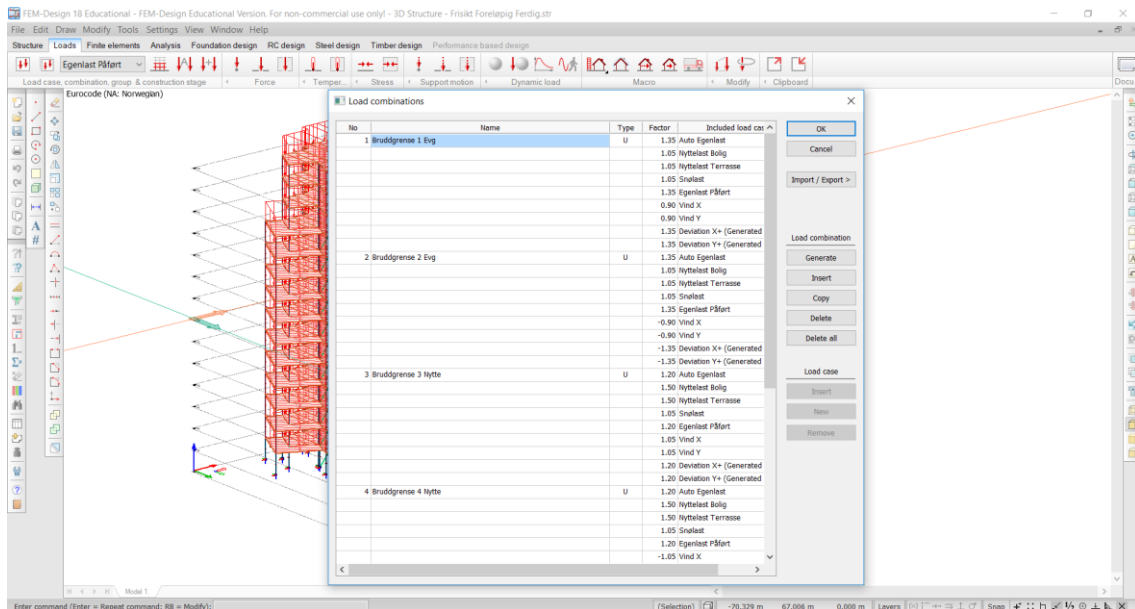 FEM-Design 18 Educational - FEM-Design Educational Version. For non-commercial use only! - 3D Structure - Frisikt Foreløpig Ferdig.str
File Edit Draw Modify Tools Settings View Window Help
Structure Loads Finite elements Analysis Foundation design RC design Steel design Timber design Performance based design
Egenlast Påført
Load case, combination, group & construction stage Force Temper... Stress Support motion Dynamic load Macro Modify Clipboard Docu
Eurocode (NA: Norwegian)
Load combinations
No Name Type Factor Included load cas
1 Bruddgrense 1 Evg U 1.35 Auto Egenlast
1.05 Nyttelast Bolig
1.05 Nyttelast Terrasse
1.05 Snølast
1.35 Egenlast Påført
0.90 Vind X
0.90 Vind Y
1.35 Deviation X+ (Generated
1.35 Deviation Y+ (Generated
2 Bruddgrense 2 Evg U 1.35 Auto Egenlast
1.05 Nyttelast Bolig
1.05 Nyttelast Terrasse
1.05 Snølast
1.35 Egenlast Påført
-0.90 Vind X
-0.90 Vind Y
-1.35 Deviation X+ (Generated
-1.35 Deviation Y+ (Generated
3 Bruddgrense 3 Nytte U 1.20 Auto Egenlast
1.50 Nyttelast Bolig
1.50 Nyttelast Terrasse
1.05 Snølast
1.20 Egenlast Påført
1.05 Vind X
1.05 Vind Y
1.20 Deviation X+ (Generated
1.20 Deviation Y+ (Generated
4 Bruddgrense 4 Nytte U 1.20 Auto Egenlast
1.50 Nyttelast Bolig
1.50 Nyttelast Terrasse
1.05 Snølast
1.20 Egenlast Påført
-1.05 Vind X
OK
Cancel
Import / Export >
Load combination
Generate
Insert
Copy
Delete
Delete all
Load case
Insert
New
Remove
Model 1
Enter command (Enter = Repeat command; RB = Modify): (Selection) -70.329 m 67.006 m 0.000 m Layers Snap